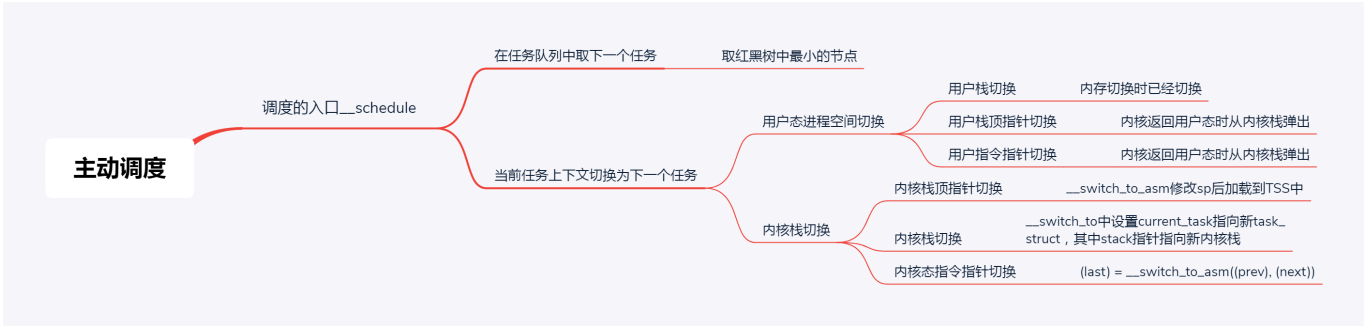 主动调度
调度的入口__schedule
在任务队列中取下一个任务
取红黑树中最小的节点
当前任务上下文切换为下一个任务
用户态进程空间切换
用户栈切换
内存切换时已经切换
用户栈顶指针切换
内核返回用户态时从内核栈弹出
用户指令指针切换
内核返回用户态时从内核栈弹出
内核栈切换
内核栈顶指针切换
__switch_to_asm修改sp后加载到TSS中
内核栈切换
__switch_to中设置current_task指向新task_
struct，其中stack指针指向新内核栈
内核态指令指针切换
(last) = __switch_to_asm((prev), (next))